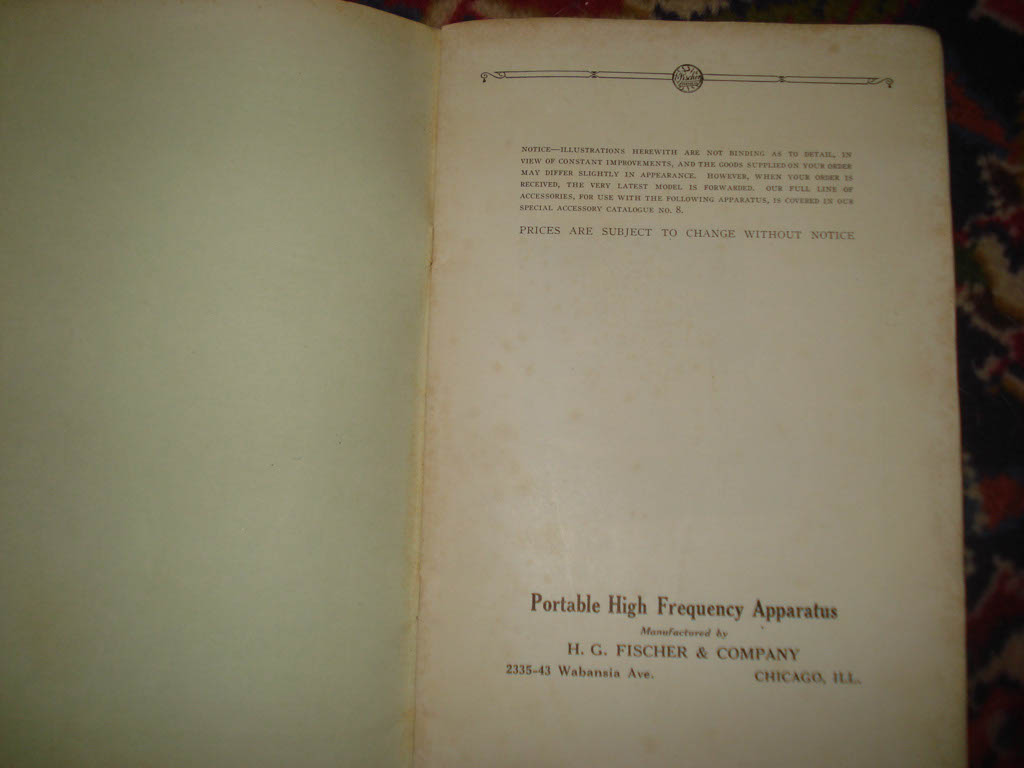 Fischer
NOTICE—ILLUSTRATIONS HEREWITH ARE NOT BINDING AS TO DETAIL, IN
VIEW OF CONSTANT IMPROVEMENTS, AND THE GOODS SUPPLIED ON YOUR ORDER
MAY DIFFER SLIGHTLY IN APPEARANCE. HOWEVER, WHEN YOUR ORDER IS
RECEIVED, THE VERY LATEST MODEL IS FORWARDED. OUR FULL LINE OF
ACCESSORIES, FOR USE WITH THE FOLLOWING APPARATUS, IS COVERED IN OUR
SPECIAL ACCESSORY CATALOGUE NO. 8.
PRICES ARE SUBJECT TO CHANGE WITHOUT NOTICE
Portable High Frequency Apparatus
Manufactured by
H. G. FISCHER & COMPANY
2335-43 Wabansia Ave. CHICAGO, ILL.